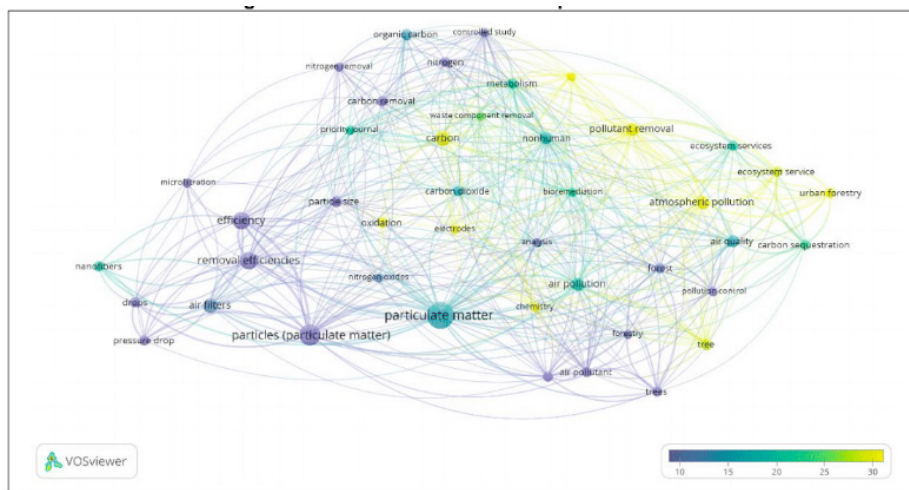 organic carbon
controlled study
nitrogen removal
nitrogen
metabolism
carbon removal
waste component removal
priority journal
carbon
nonhuman
pollutant removal
ecosystem services
ecosystem service
microfiltration
particle size
carbon dioxide
bioremediation
urban forestry
atmospheric pollution
efficiency
oxidation
electrodes
analysis
air quality
carbon sequestration
removal efficiencies
nanofibers
nitrogen oxides
air pollution
forest
pollution control
drops
air filters
particulate matter
chemistry
particles (particulate matter)
forestry
pressure drop
tree
air pollutant
trees
VOSviewer
10 15 20 25 30